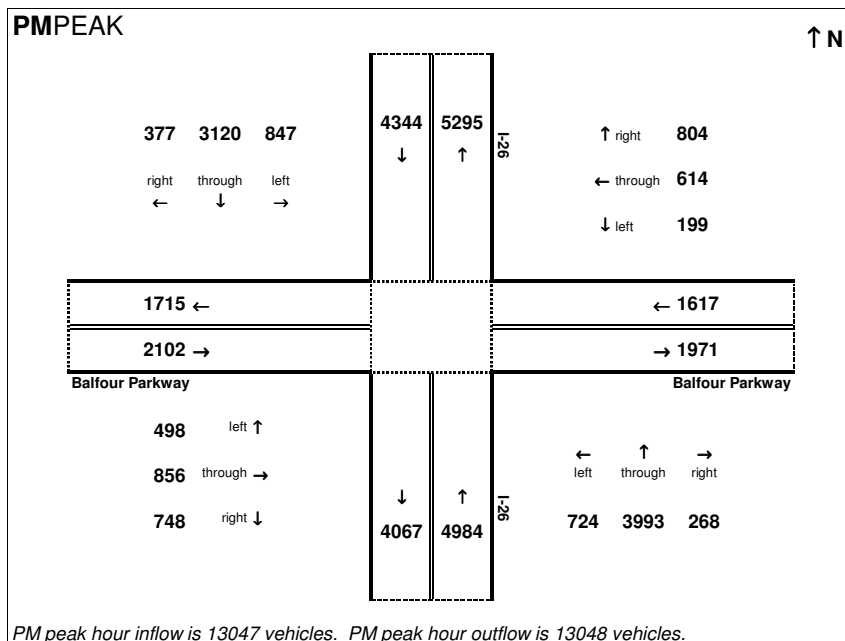 PMPEAK
↑ N
377 3120 847
right through left
← ↓ →
4344 5295
↓ ↑
I-26
↑ right 804
← through 614
↓ left 199
1715 ←
2102 →
← 1617
→ 1971
Balfour Parkway
Balfour Parkway
498 left ↑
856 through →
748 right ↓
↓ ↑
4067 4984
I-26
← ↑ →
left through right
724 3993 268
PM peak hour inflow is 13047 vehicles. PM peak hour outflow is 13048 vehicles.